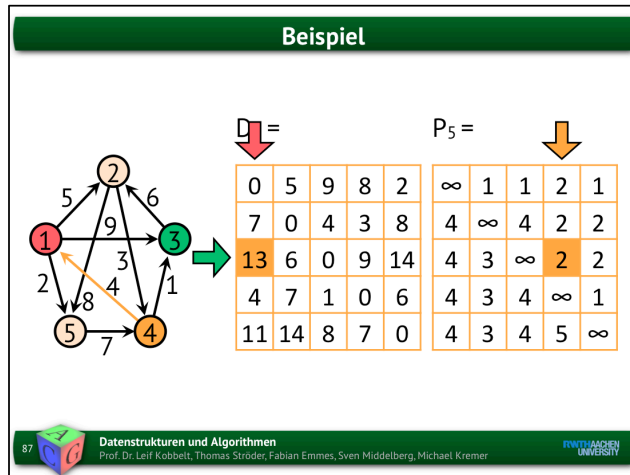 Beispiel
D =
P5 =
2
5
6
1
9
3
3
2
8
4
1
5
7
4
0 5 9 8 2
7 0 4 3 8
13 6 0 9 14
4 7 1 0 6
11 14 8 7 0
∞ 1 1 2 1
4 ∞ 4 2 2
4 3 ∞ 2 2
4 3 4 ∞ 1
4 3 4 5 ∞
87
A
C G
Datenstrukturen und Algorithmen
Prof. Dr. Leif Kobbelt, Thomas Ströder, Fabian Emmes, Sven Middelberg, Michael Kremer
RWTHAACHEN
UNIVERSITY